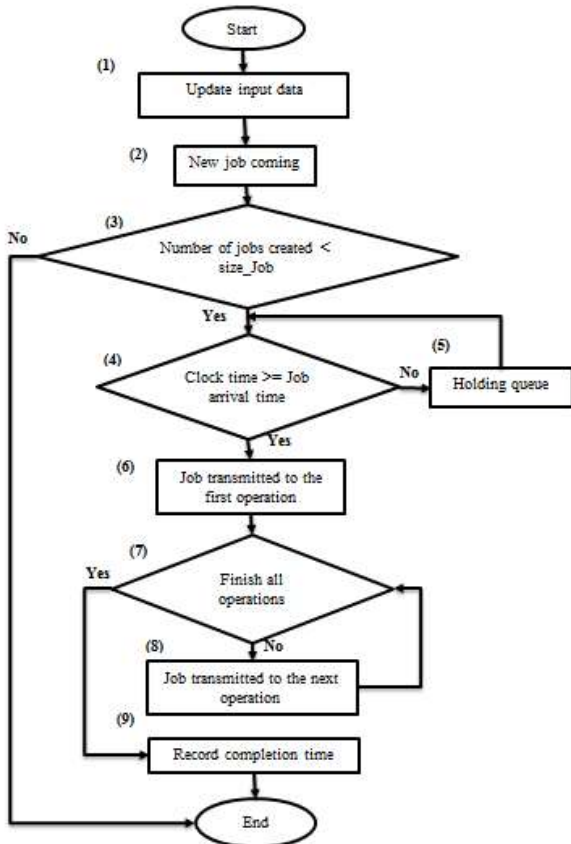 Start
(1)
Update input data
(2)
New job coming
(3)
No
Number of jobs created <
size_Job
Yes
(5)
(4)
Clock time >= Job
arrival time
No
Holding queue
Yes
(6)
Job transmitted to the
first operation
(7)
Yes
Finish all
operations
(8)
No
Job transmitted to the next
operation
(9)
Record completion time
End